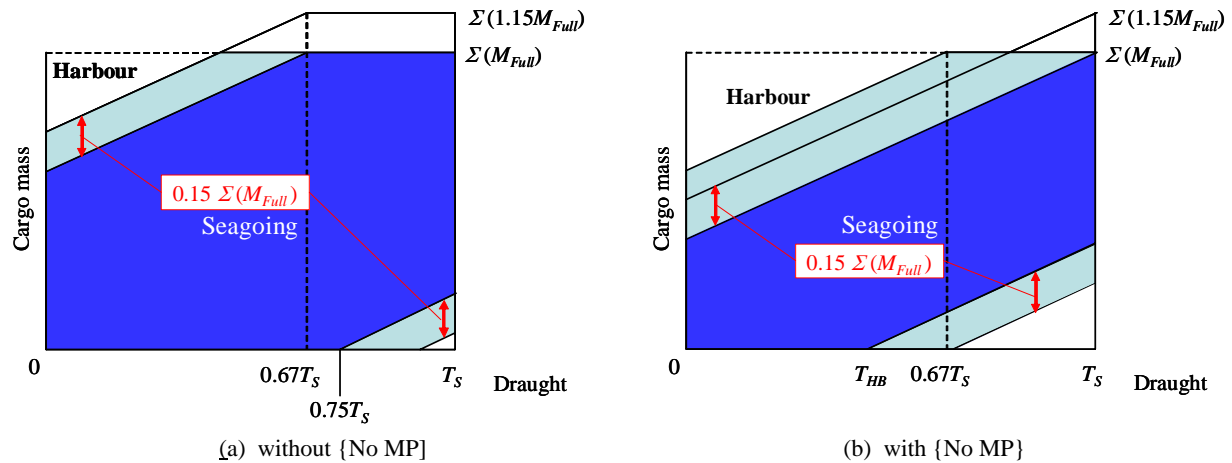 Σ(1.15M_Full)
Σ(M_Full)
Harbour
Cargo mass
0.15 Σ(M_Full)
Seagoing
0
0.67T_S
T_S
Draught
0.75T_S
(a) without {No MP]
Σ(1.15M_Full)
Σ(M_Full)
Harbour
Cargo mass
Seagoing
0.15 Σ(M_Full)
0
T_HB
0.67T_S
T_S
Draught
(b) with {No MP}